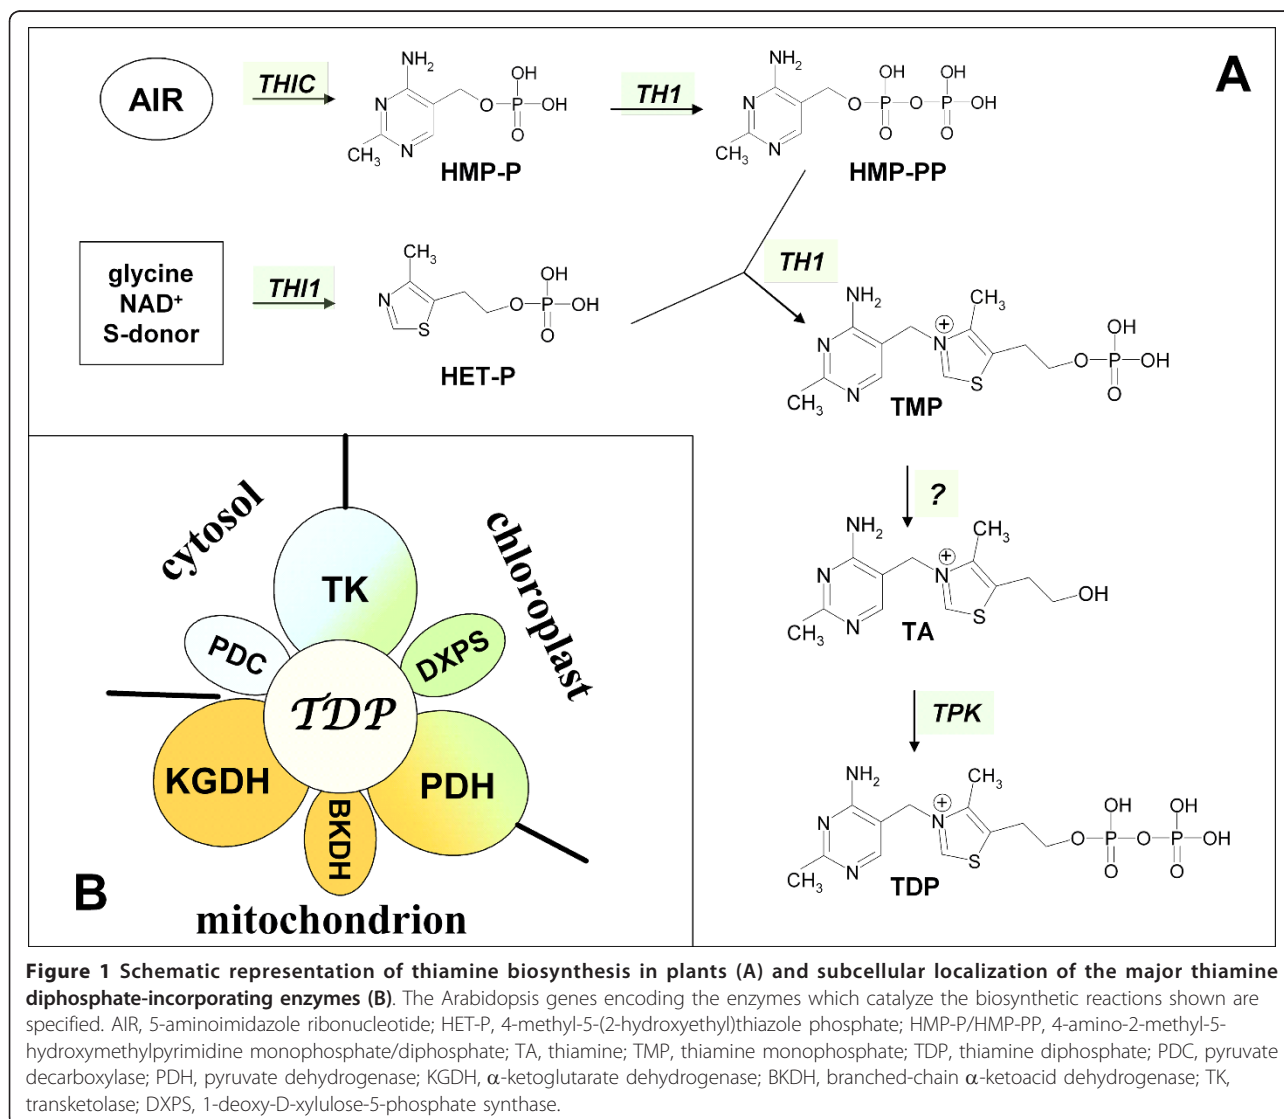 A
AIR
THIC
NH₂
N
N
CH₃
O
P
OH
OH
O
HMP-P
TH1
NH₂
N
N
CH₃
O
P
OH
O
O
P
OH
OH
O
HMP-PP
glycine
NAD⁺
S-donor
THI1
CH₃
N
S
O
P
OH
OH
O
HET-P
TH1
NH₂
N
N
CH₃
N
+
CH₃
S
O
P
OH
OH
O
TMP
?
NH₂
N
N
CH₃
N
+
CH₃
S
OH
TA
TPK
NH₂
N
N
CH₃
N
+
CH₃
S
O
P
OH
O
O
P
OH
OH
O
TDP
B
cytosol
chloroplast
mitochondrion
TK
PDC
DXPS
TDP
KGDH
PDH
BKDH
Figure 1 Schematic representation of thiamine biosynthesis in plants (A) and subcellular localization of the major thiamine
diphosphate-incorporating enzymes (B). The Arabidopsis genes encoding the enzymes which catalyze the biosynthetic reactions shown are
specified. AIR, 5-aminoimidazole ribonucleotide; HET-P, 4-methyl-5-(2-hydroxyethyl)thiazole phosphate; HMP-P/HMP-PP, 4-amino-2-methyl-5-
hydroxymethylpyrimidine monophosphate/diphosphate; TA, thiamine; TMP, thiamine monophosphate; TDP, thiamine diphosphate; PDC, pyruvate
decarboxylase; PDH, pyruvate dehydrogenase; KGDH, α-ketoglutarate dehydrogenase; BKDH, branched-chain α-ketoacid dehydrogenase; TK,
transketolase; DXPS, 1-deoxy-D-xylulose-5-phosphate synthase.